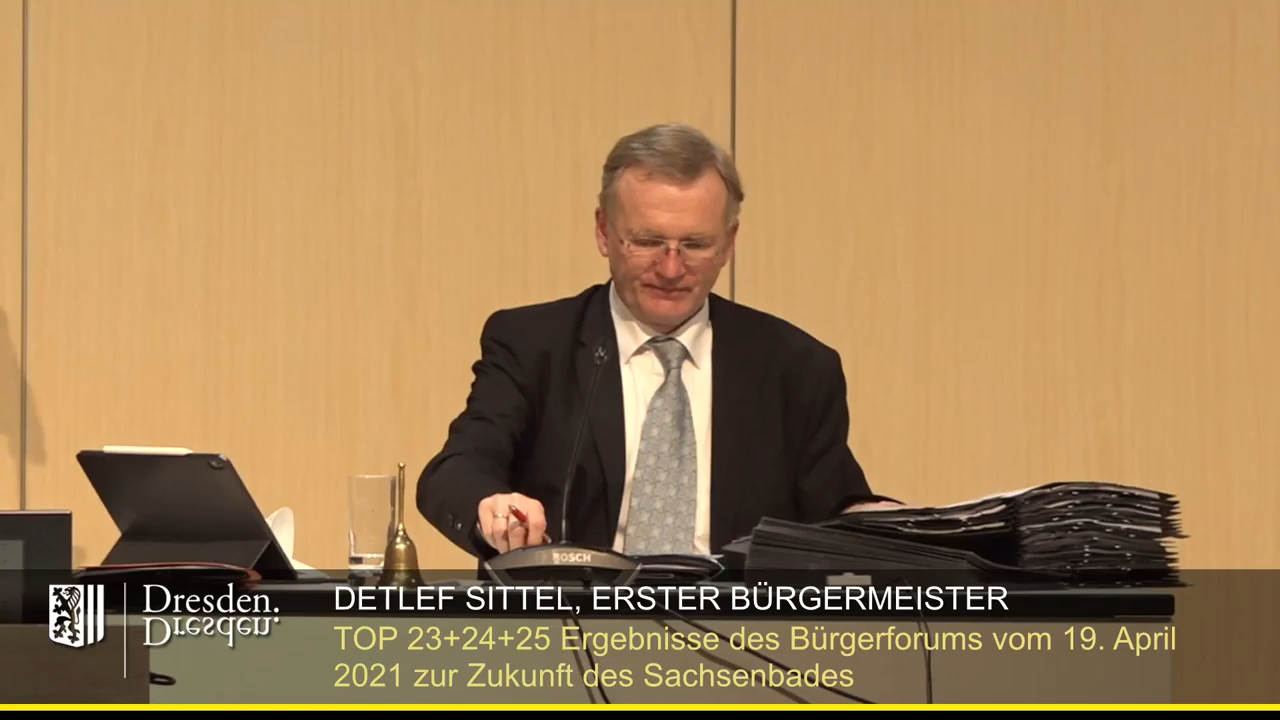 BOSCH
Dresden.
Dresden.
DETLEF SITTEL, ERSTER BÜRGERMEISTER
TOP 23+24+25 Ergebnisse des Bürgerforums vom 19. April
2021 zur Zukunft des Sachsenbades